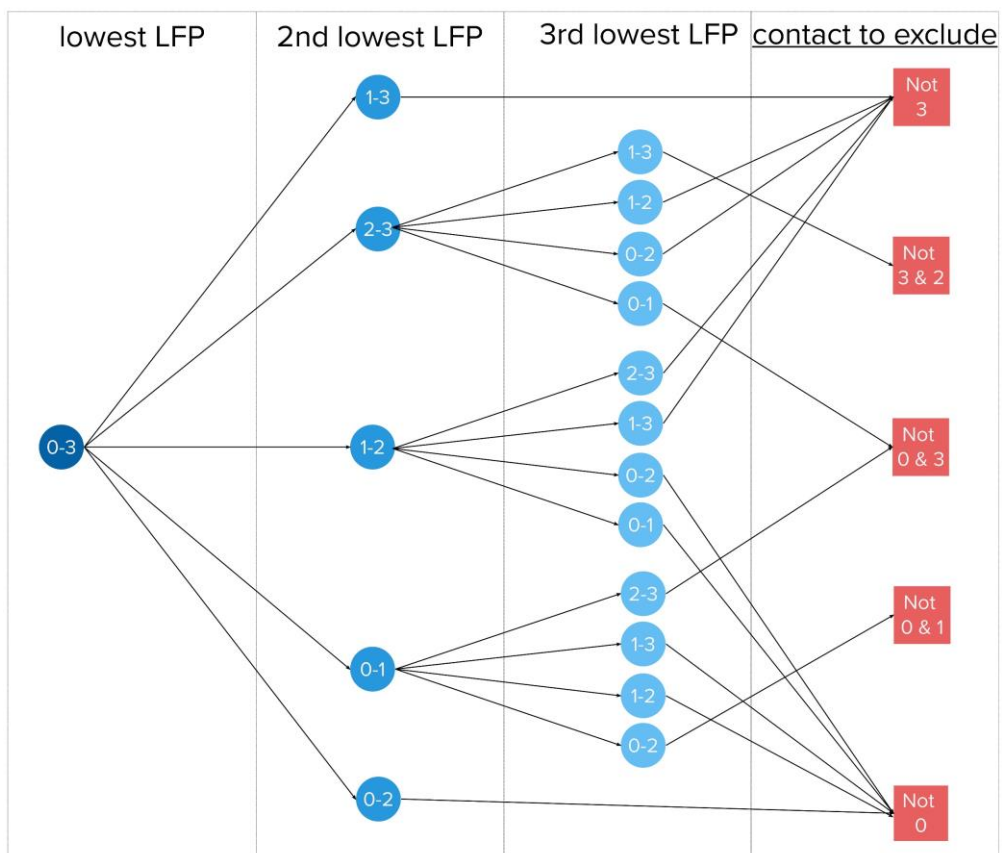 lowest LFP
2nd lowest LFP
3rd lowest LFP
contact to exclude
0-3
1-3
2-3
1-2
0-1
0-2
1-3
1-2
0-2
0-1
2-3
1-3
0-2
0-1
2-3
1-3
1-2
0-2
Not
3
Not
3 & 2
Not
0 & 3
Not
0 & 1
Not
0